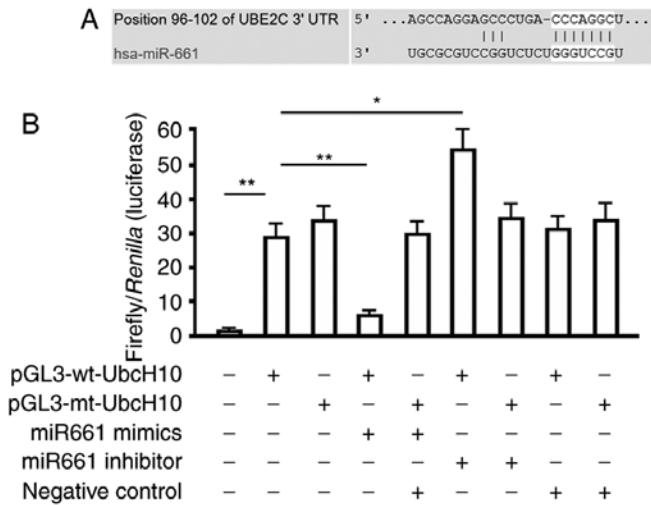 A
Position 96-102 of UBE2C 3' UTR 5' ...AGCCAGGAGCCCUGA-CCCAGGCU...
hsa-miR-661 3' UGCGCGUCCGGUCUCUGGGUCCGU
B
Firefly/Renilla (luciferase)
60
50
40
30
20
10
0
*
**
**
pGL3-wt-UbcH10 – + – + – + – + –
pGL3-mt-UbcH10 – – + – + – + – +
miR661 mimics – – – + + – – – –
miR661 inhibitor – – – – – + + – –
Negative control – – – – + – – + +